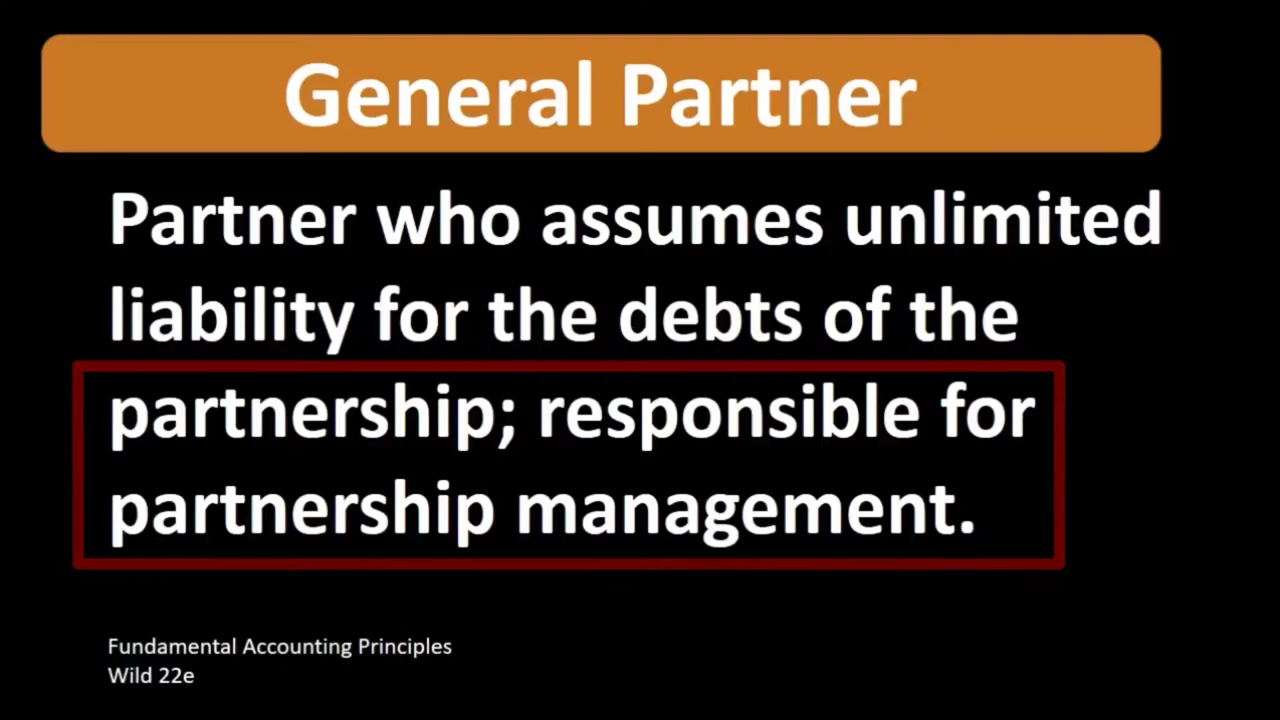 General Partner
Partner who assumes unlimited
liability for the debts of the
partnership; responsible for
partnership management.
Fundamental Accounting Principles
Wild 22e